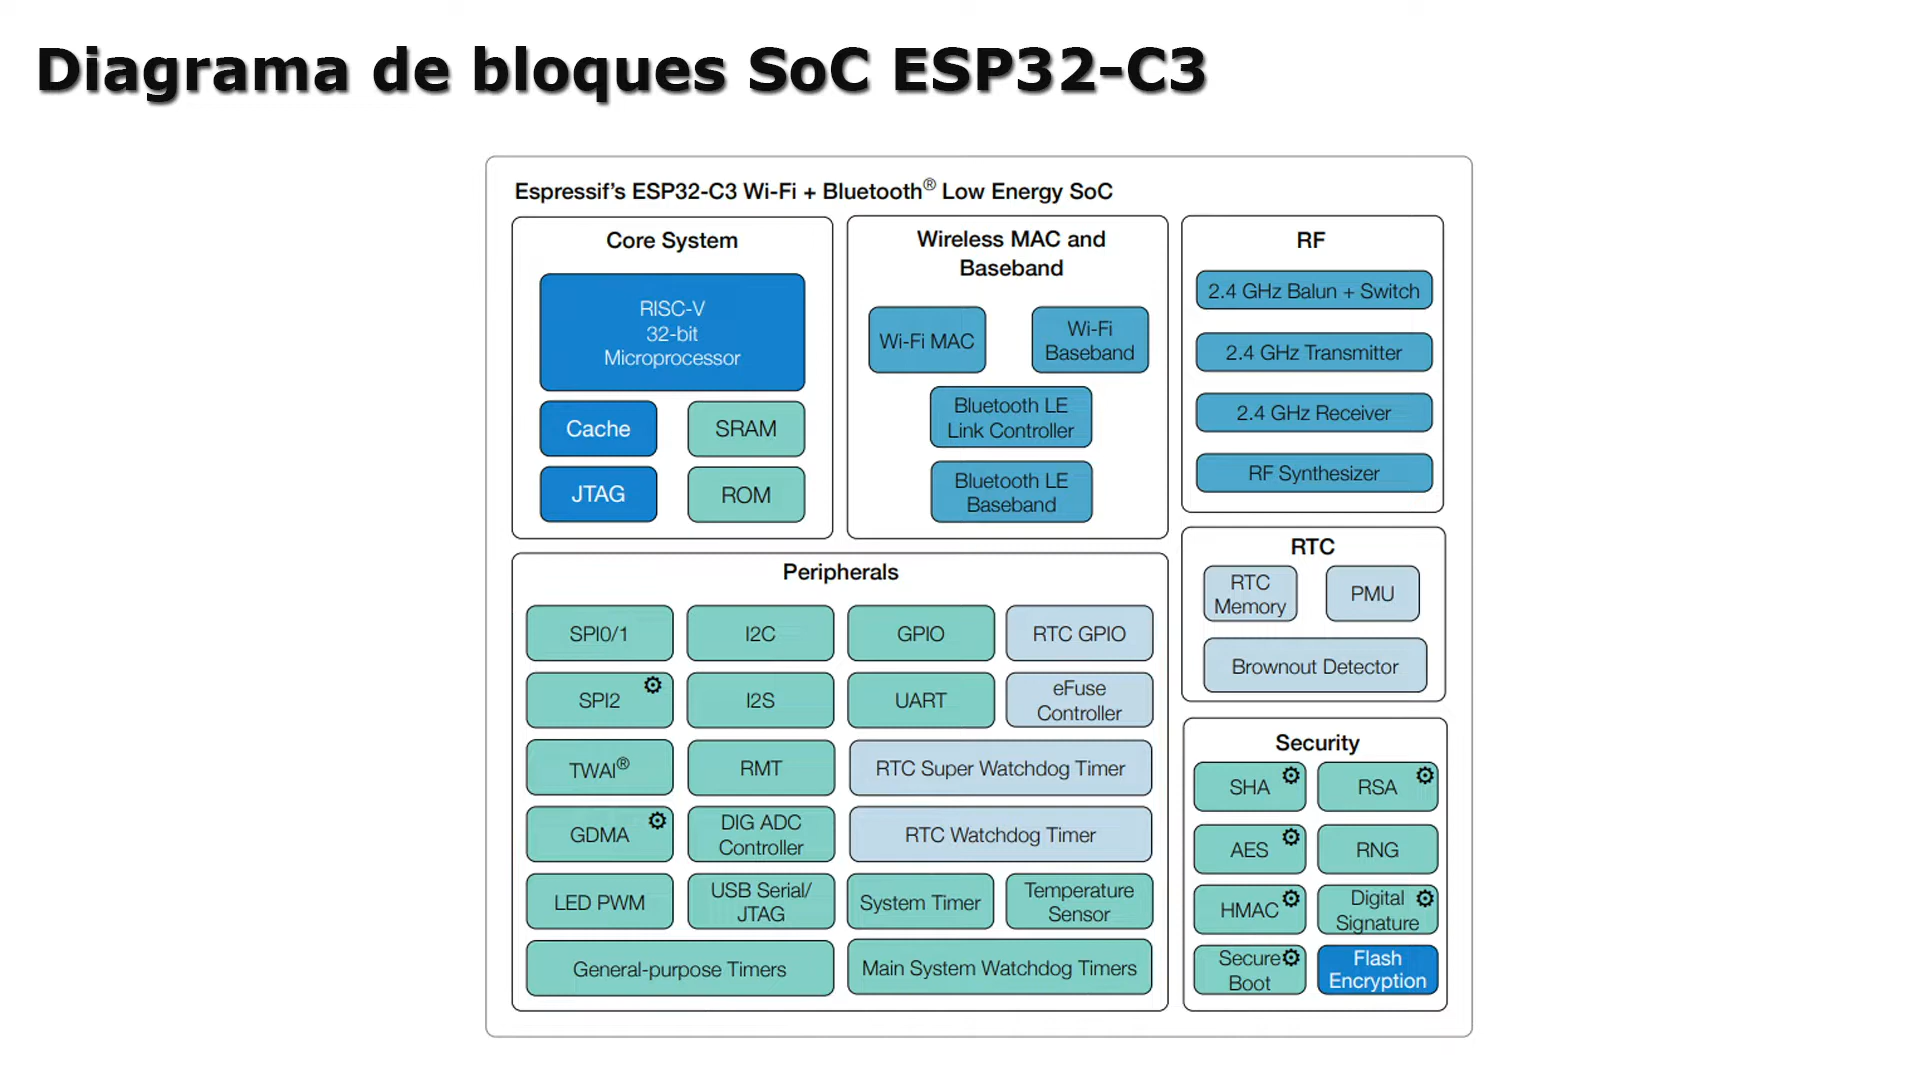 Diagrama de bloques SoC ESP32-C3
Espressif's ESP32-C3 Wi-Fi + Bluetooth® Low Energy SoC
Core System
RISC-V
32-bit
Microprocessor
Cache
SRAM
JTAG
ROM
Wireless MAC and
Baseband
Wi-Fi MAC
Wi-Fi
Baseband
Bluetooth LE
Link Controller
Bluetooth LE
Baseband
RF
2.4 GHz Balun + Switch
2.4 GHz Transmitter
2.4 GHz Receiver
RF Synthesizer
Peripherals
SPI0/1
I2C
GPIO
RTC GPIO
SPI2
I2S
UART
eFuse
Controller
TWAI®
RMT
RTC Super Watchdog Timer
GDMA
DIG ADC
Controller
RTC Watchdog Timer
LED PWM
USB Serial/
JTAG
System Timer
Temperature
Sensor
General-purpose Timers
Main System Watchdog Timers
RTC
RTC
Memory
PMU
Brownout Detector
Security
SHA
RSA
AES
RNG
HMAC
Digital
Signature
Secure
Boot
Flash
Encryption